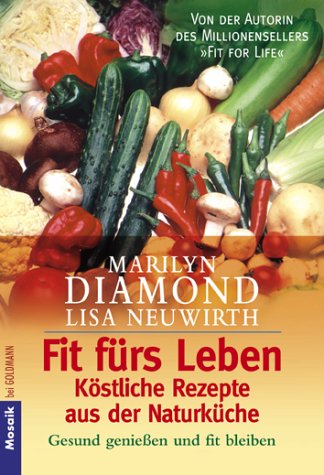 VON DER AUTORIN
DES MILLIONENSELLERS
»FIT FOR LIFE«
MARILYN
DIAMOND
LISA NEUWIRTH
Fit fürs Leben
Köstliche Rezepte
aus der Naturküche
Gesund genießen und fit bleiben
Mosaik bei GOLDMANN